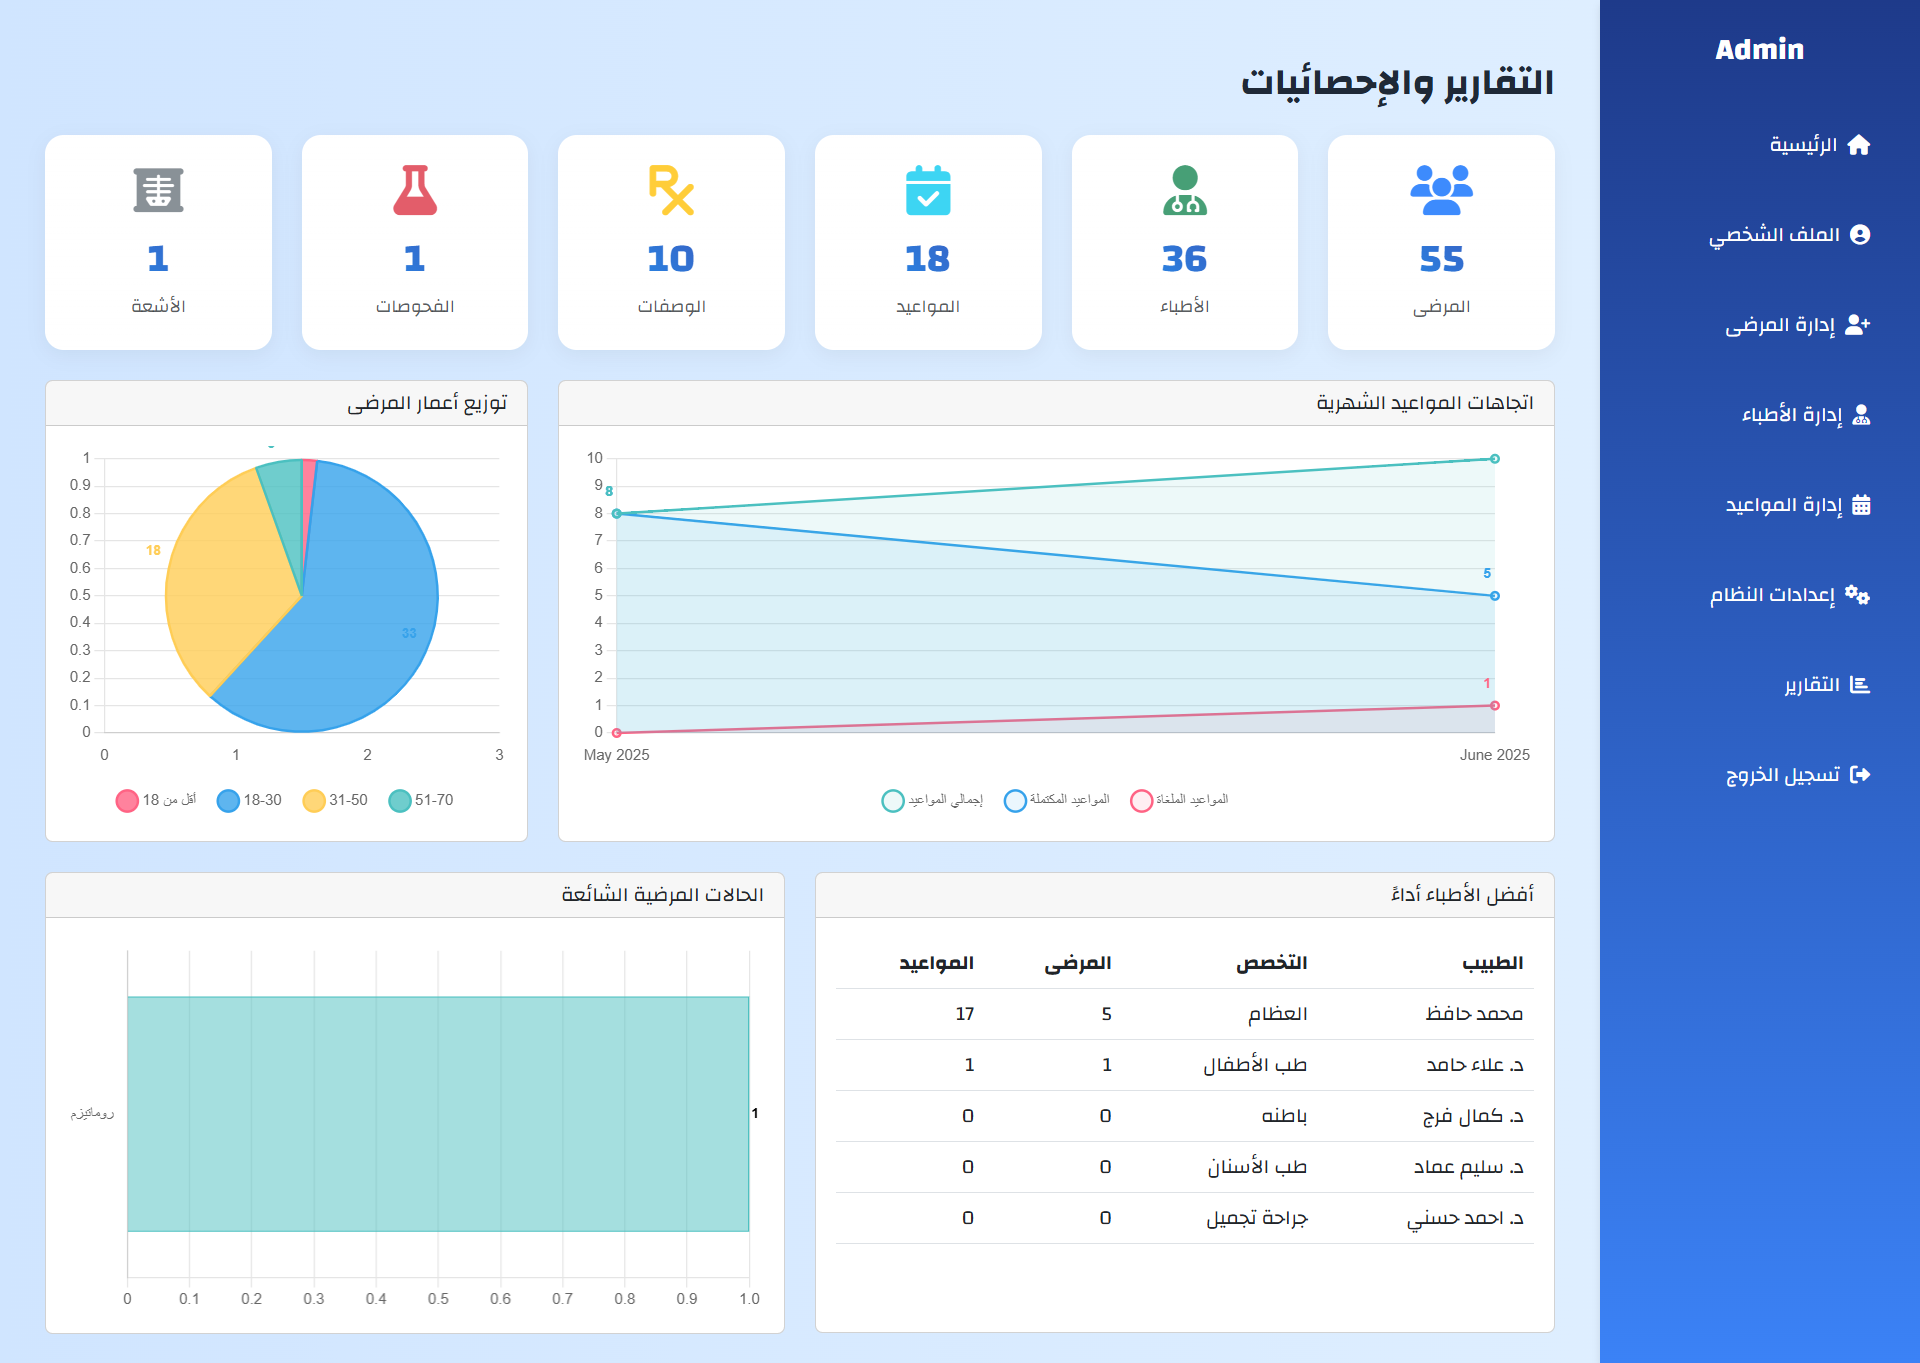 Admin
الرئيسية
الملف الشخصي
إدارة المرضى
إدارة الأطباء
إدارة المواعيد
إعدادات النظام
التقارير
تسجيل الخروج
التقارير والإحصائيات
55
المرضى
36
الأطباء
18
المواعيد
10
الوصفات
1
الفحوصات
1
الأشعة
اتجاهات المواعيد الشهرية
10
9
8
7
6
5
4
3
2
1
0
8
5
1
May 2025
June 2025
إجمالي المواعيد
المواعيد المكتملة
المواعيد الملغاة
توزيع أعمار المرضى
1
0.9
0.8
0.7
0.6
0.5
0.4
0.3
0.2
0.1
0
18
33
0 1 2 3
أقل من 18
18-30
31-50
51-70
أفضل الأطباء أداءً
الطبيب التخصص المرضى المواعيد
محمد حافظ العظام 5 17
د. علاء حامد طب الأطفال 1 1
د. كمال فرج باطنه 0 0
د. سليم عماد طب الأسنان 0 0
د. احمد حسني جراحة تجميل 0 0
الحالات المرضية الشائعة
روماتيزم
1
0 0.1 0.2 0.3 0.4 0.5 0.6 0.7 0.8 0.9 1.0